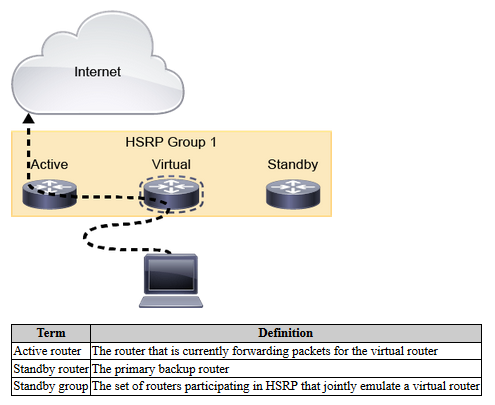 Internet
HSRP Group 1
Active Virtual Standby
Term Definition
Active router The router that is currently forwarding packets for the virtual router
Standby router The primary backup router
Standby group The set of routers participating in HSRP that jointly emulate a virtual router